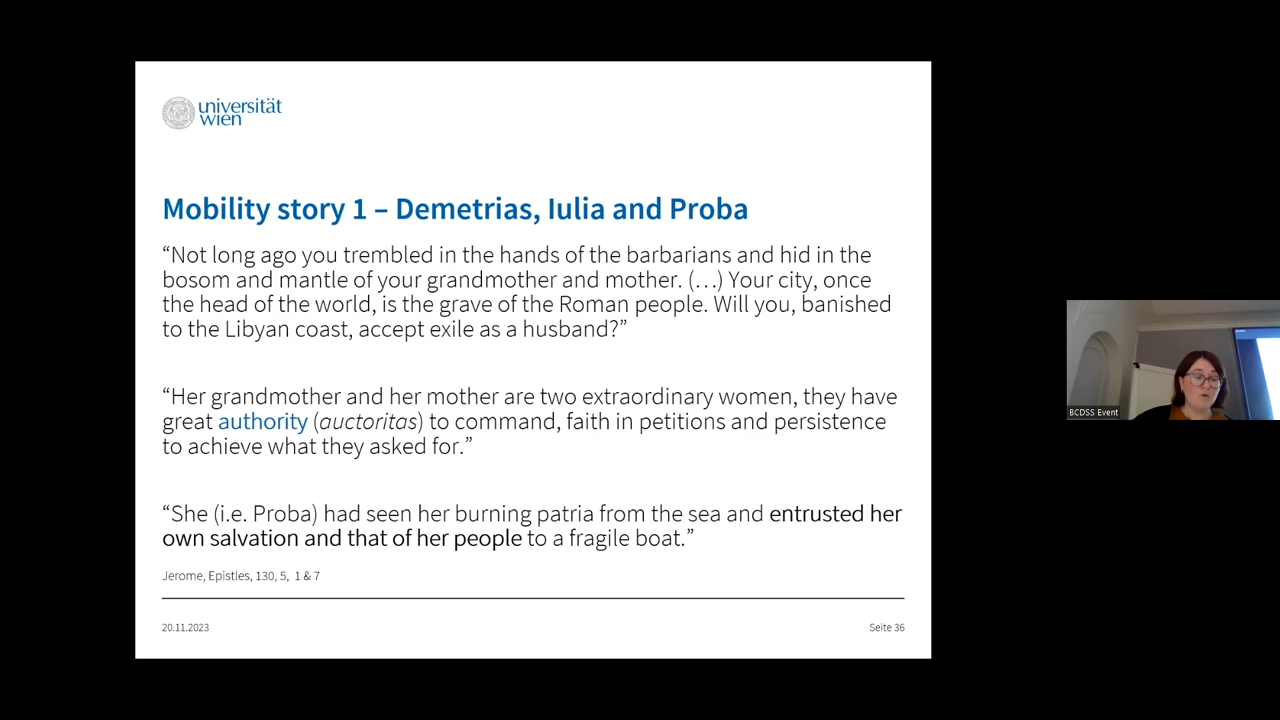 universität
wien
Mobility story 1 – Demetrias, Iulia and Proba
“Not long ago you trembled in the hands of the barbarians and hid in the
bosom and mantle of your grandmother and mother. (…) Your city, once
the head of the world, is the grave of the Roman people. Will you, banished
to the Libyan coast, accept exile as a husband?”
“Her grandmother and her mother are two extraordinary women, they have
great authority (auctoritas) to command, faith in petitions and persistence
to achieve what they asked for.”
“She (i.e. Proba) had seen her burning patria from the sea and entrusted her
own salvation and that of her people to a fragile boat.”
Jerome, Epistles, 130, 5, 1 & 7
20.11.2023
Seite 36
BCDSS Event